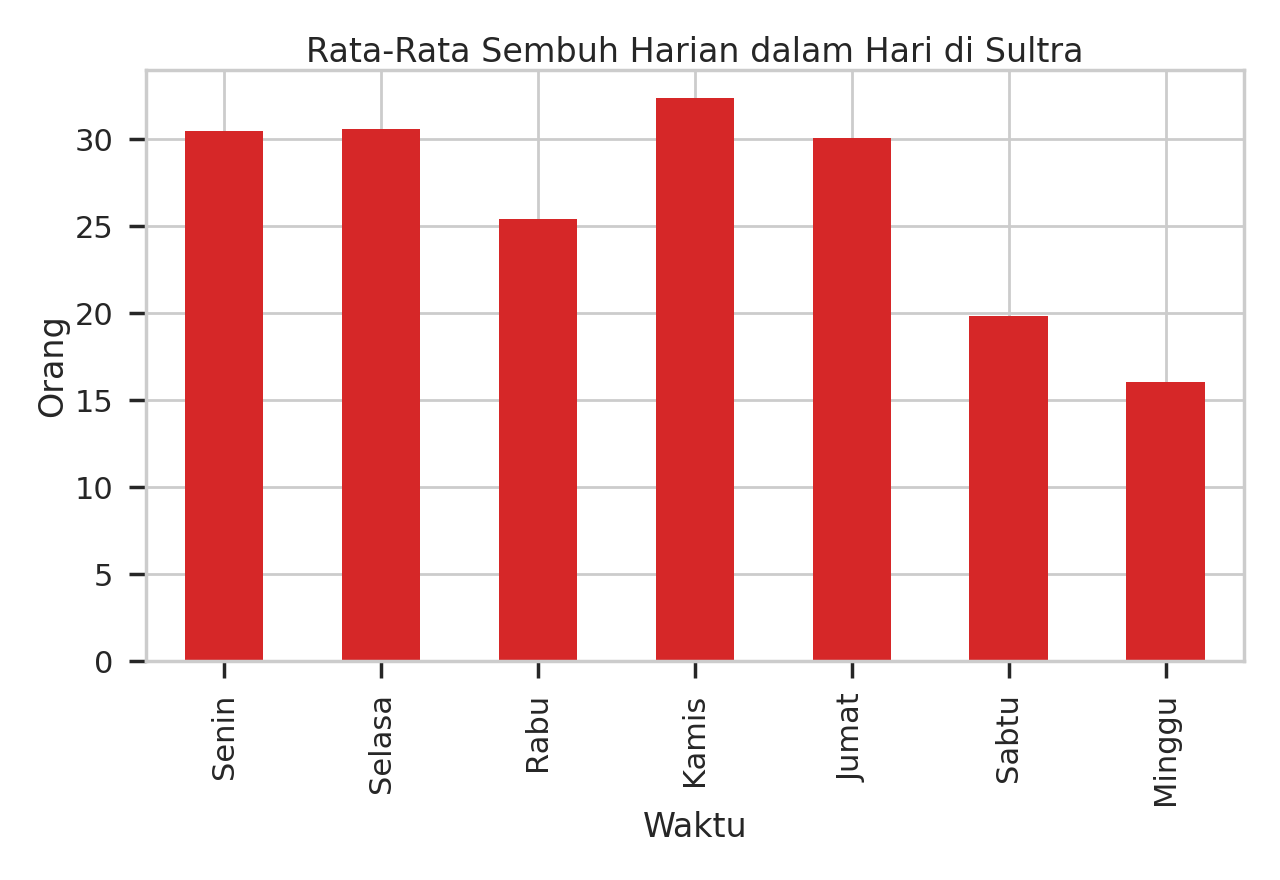 Rata-Rata Sembuh Harian dalam Hari di Sultra
Orang
30
25
20
15
10
5
0
Senin
Selasa
Rabu
Kamis
Jumat
Sabtu
Minggu
Waktu